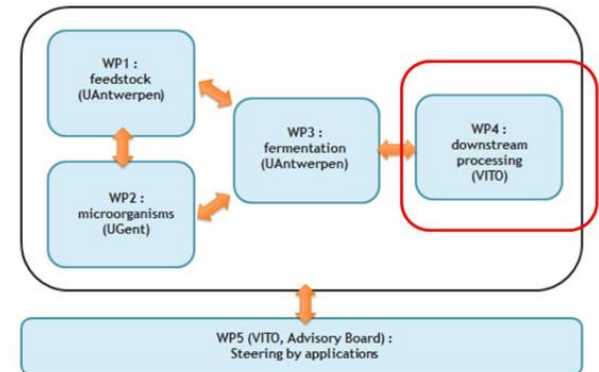 WP1 :
feedstock
(UAntwerpen)
WP2 :
microorganisms
(UGent)
WP3 :
fermentation
(UAntwerpen)
WP4 :
downstream
processing
(VITO)
WP5 (VITO, Advisory Board) :
Steering by applications